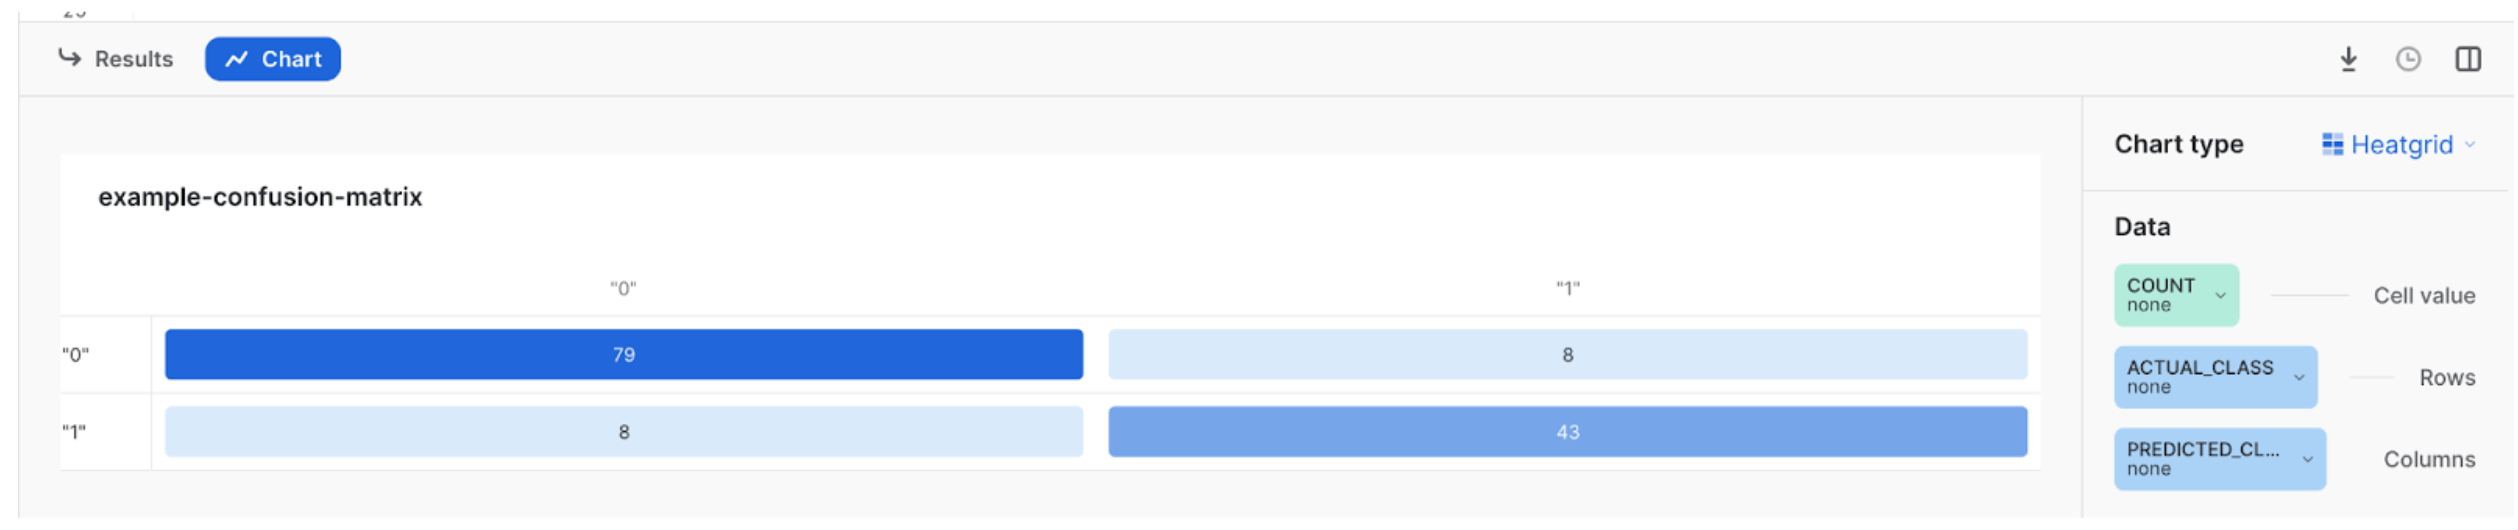 Results
Chart
Chart type
Heatgrid
example-confusion-matrix
Data
"0"
"1"
COUNT
none
Cell value
"0"
79
8
ACTUAL_CLASS
none
Rows
"1"
8
43
PREDICTED_CL...
none
Columns